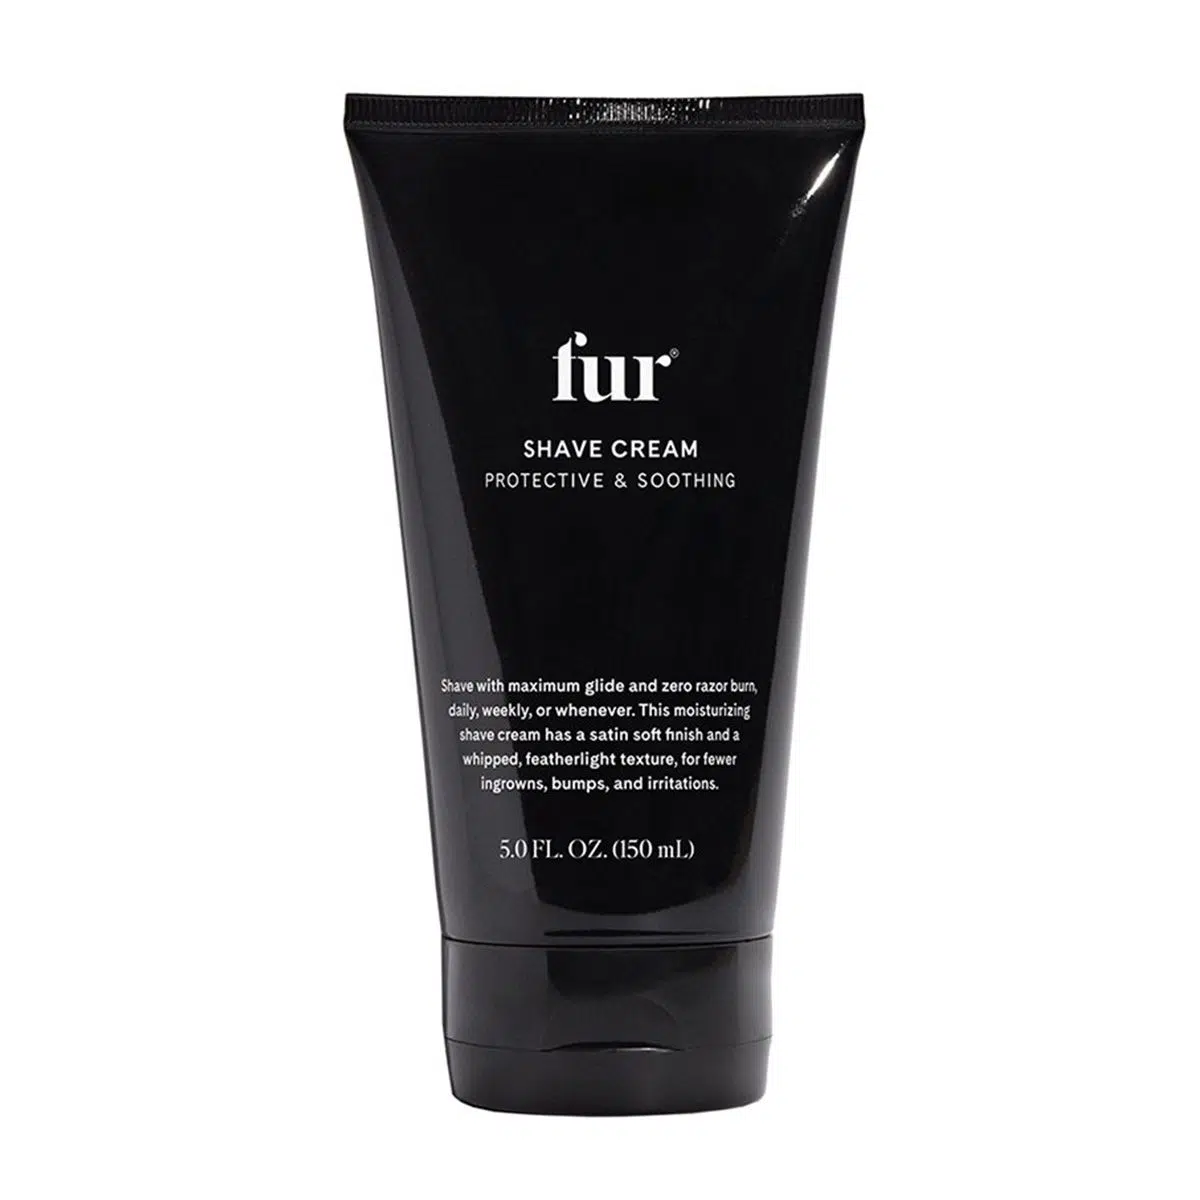 fur®
SHAVE CREAM
PROTECTIVE & SOOTHING
Shave with maximum glide and zero razor burn,
daily, weekly, or whenever. This moisturizing
shave cream has a satin soft finish and a
whipped, featherlight texture, for fewer
ingrowns, bumps, and irritations.
5.0 FL. OZ. (150 mL)